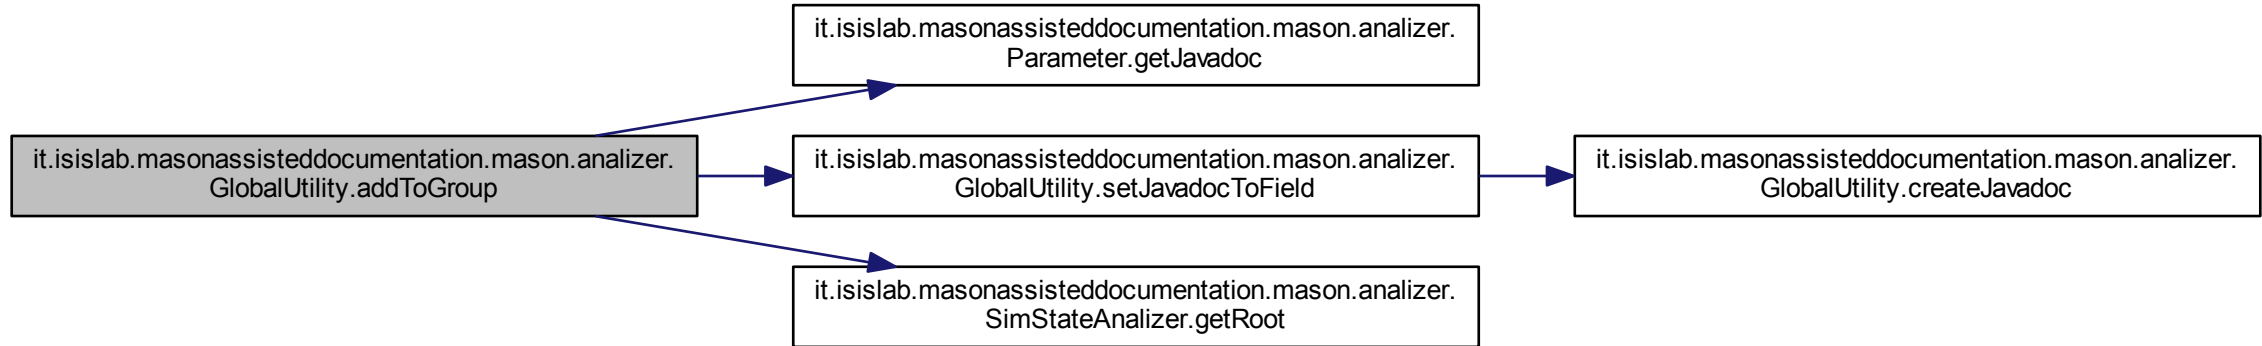 it.isislab.masonassisteddocumentation.mason.analizer.
Parameter.getJavadoc
it.isislab.masonassisteddocumentation.mason.analizer.
GlobalUtility.addToGroup
it.isislab.masonassisteddocumentation.mason.analizer.
GlobalUtility.setJavadocToField
it.isislab.masonassisteddocumentation.mason.analizer.
GlobalUtility.createJavadoc
it.isislab.masonassisteddocumentation.mason.analizer.
SimStateAnalizer.getRoot